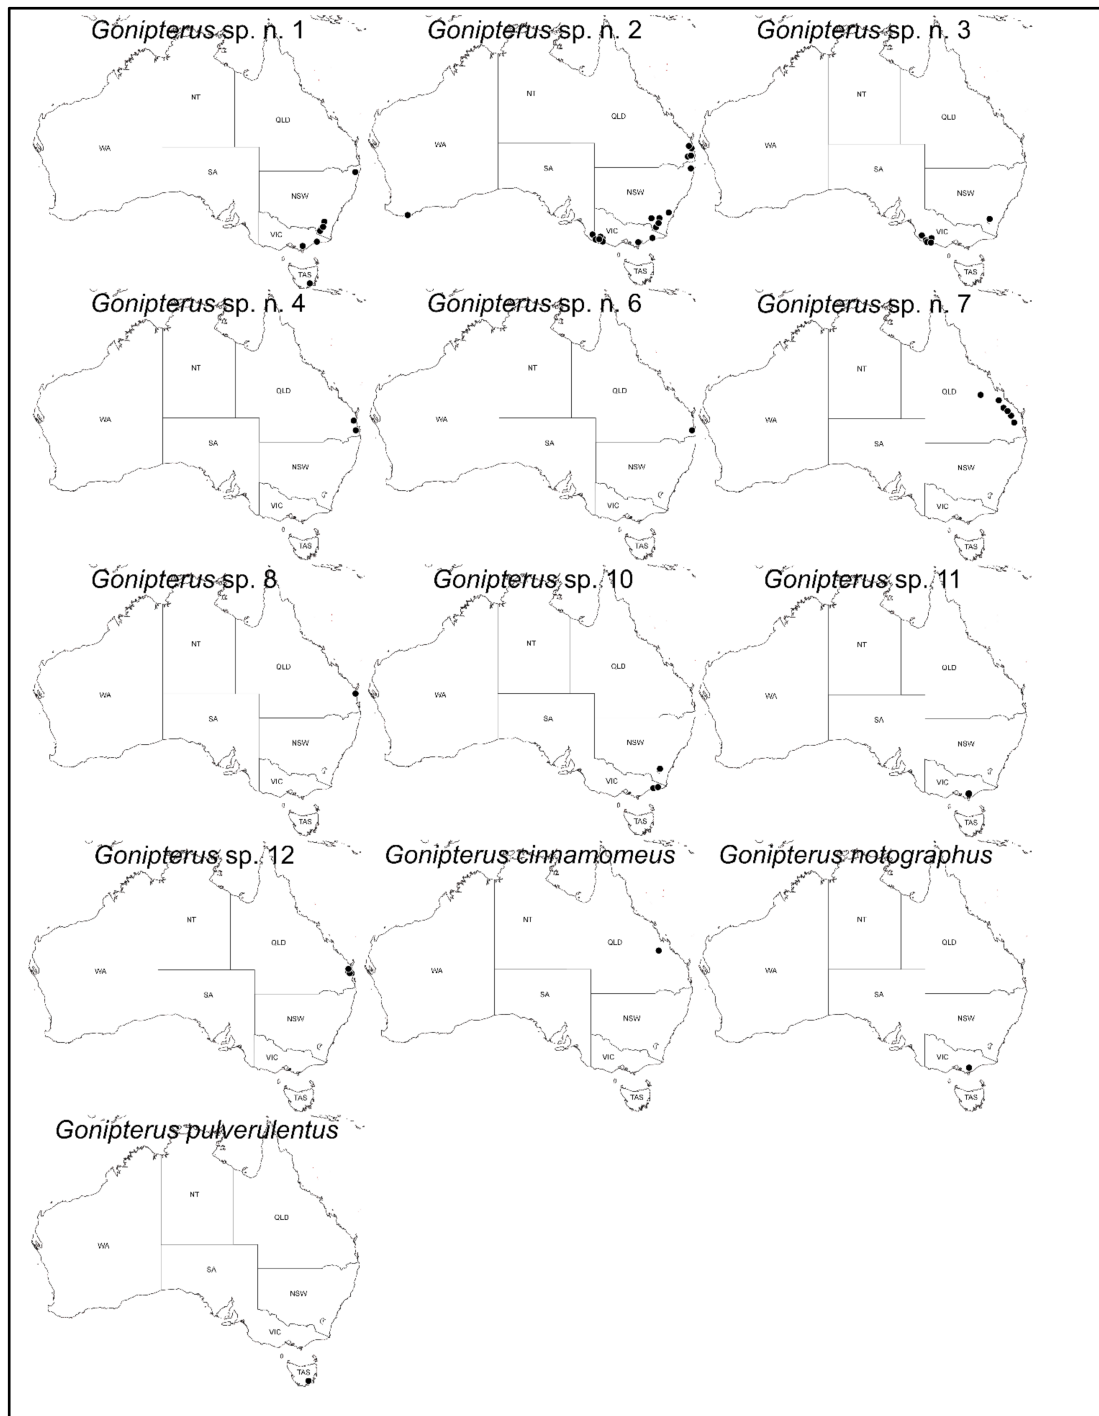 Gonipterus sp. n. 1
Gonipterus sp. n. 2
Gonipterus sp. n. 3
NT
QLD
WA
SA
NSW
VIC
TAS
NT
QLD
WA
SA
NSW
VIC
TAS
NT
QLD
WA
SA
NSW
VIC
TAS
Gonipterus sp. n. 4
Gonipterus sp. n. 6
Gonipterus sp. n. 7
NT
QLD
WA
SA
NSW
VIC
TAS
NT
QLD
WA
SA
NSW
VIC
TAS
NT
QLD
WA
SA
NSW
VIC
TAS
Gonipterus sp. 8
Gonipterus sp. 10
Gonipterus sp. 11
NT
QLD
WA
SA
NSW
VIC
TAS
NT
QLD
WA
SA
NSW
VIC
TAS
NT
QLD
WA
SA
NSW
VIC
TAS
Gonipterus sp. 12
Gonipterus cinnamomeus
Gonipterus notographus
NT
QLD
WA
SA
NSW
VIC
TAS
NT
QLD
WA
SA
NSW
VIC
TAS
NT
QLD
WA
SA
NSW
VIC
TAS
Gonipterus pulverulentus
NT
QLD
WA
SA
NSW
VIC
TAS